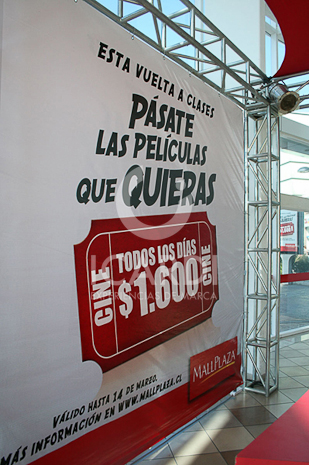 ESTA VUELTA A CLASES
PÁSATE
LAS PELÍCULAS
QUE QUIERAS
CINE
TODOS LOS DÍAS
$1.600
CINE
MALLPLAZA
VÁLIDO HASTA 14 DE MARZO.
MÁS INFORMACIÓN EN WWW.MALLPLAZA.CL